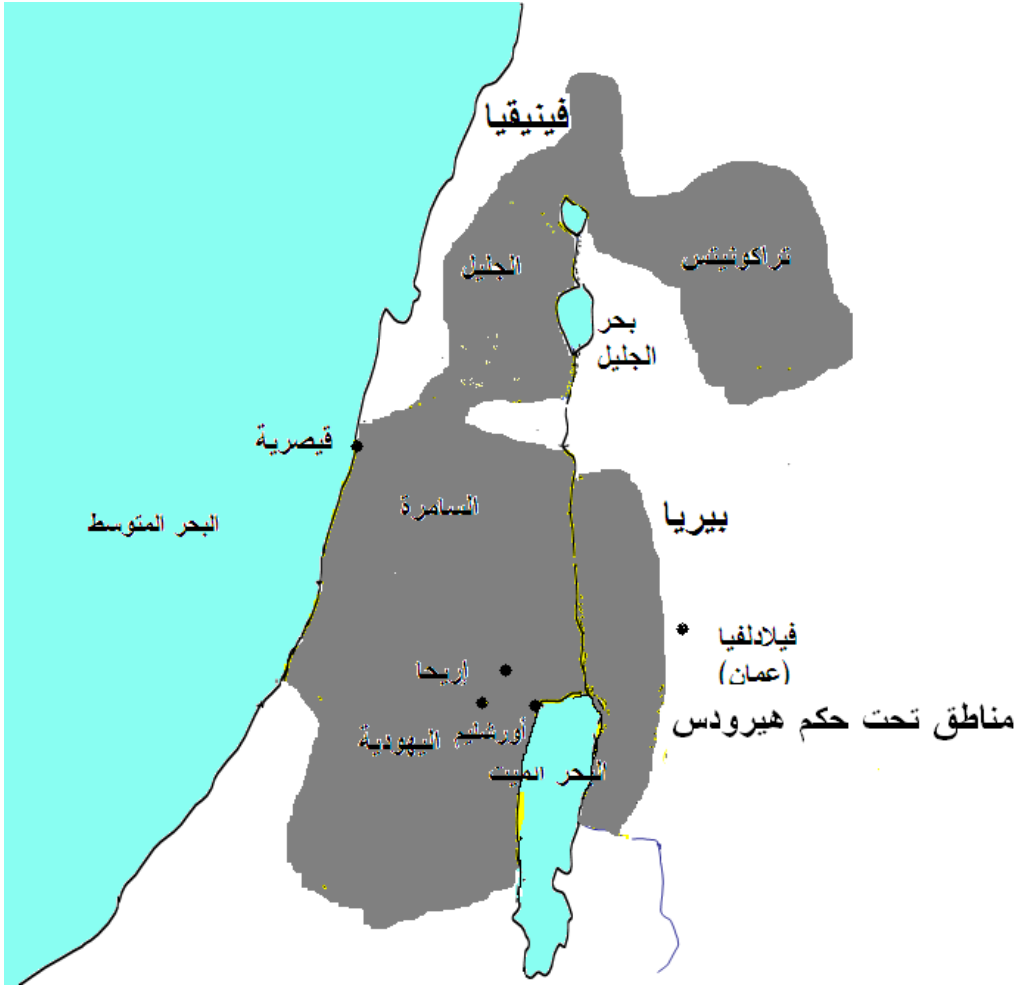 فينيقيا
الجليل
تراكونيتس
بحر
الجليل
قيصرية
السامرة
بيريا
البحر المتوسط
فيلادلفيا
(عمان)
إريحا
مناطق تحت حكم هيرودس
أورشليم
اليهودية
البحر الميت